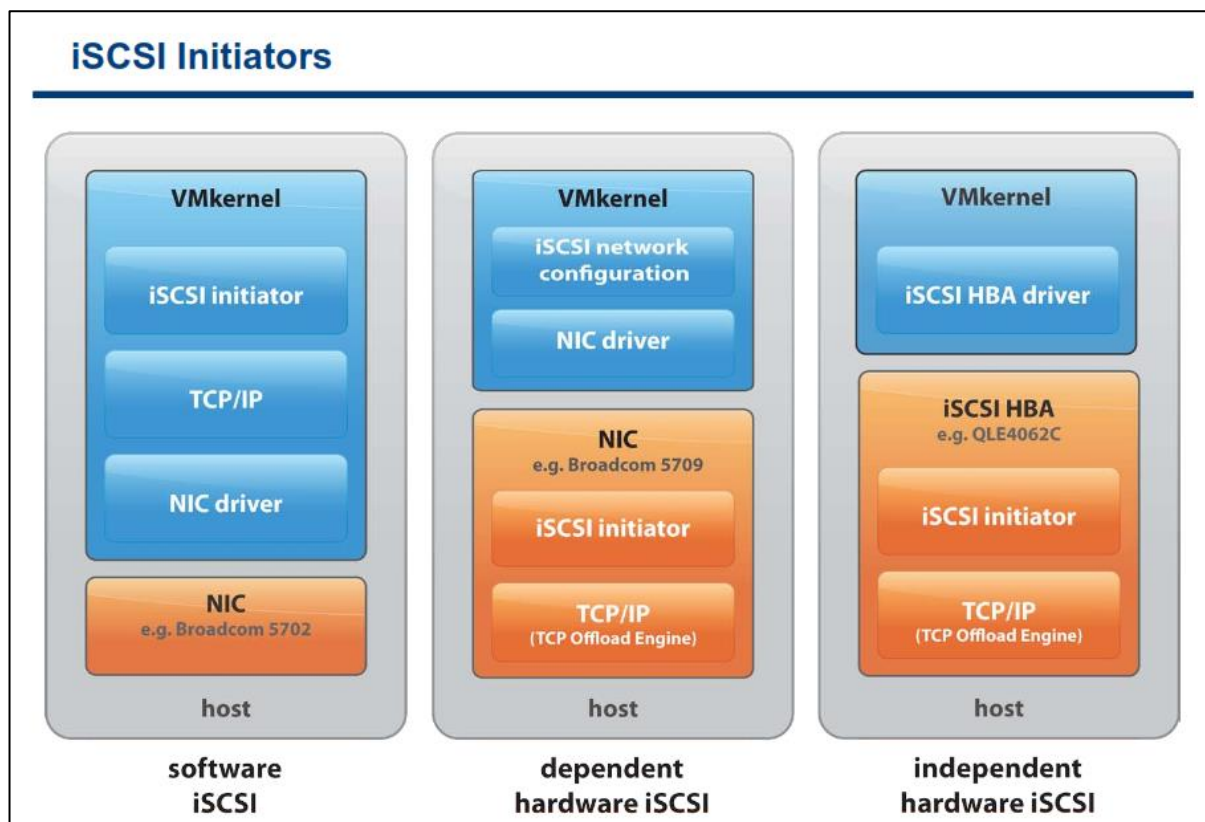 iSCSI Initiators
VMkernel
iSCSI initiator
TCP/IP
NIC driver
NIC
e.g. Broadcom 5702
host
software
iSCSI
VMkernel
iSCSI network
configuration
NIC driver
NIC
e.g. Broadcom 5709
iSCSI initiator
TCP/IP
(TCP Offload Engine)
host
dependent
hardware iSCSI
VMkernel
iSCSI HBA driver
iSCSI HBA
e.g. QLE4062C
iSCSI initiator
TCP/IP
(TCP Offload Engine)
host
independent
hardware iSCSI